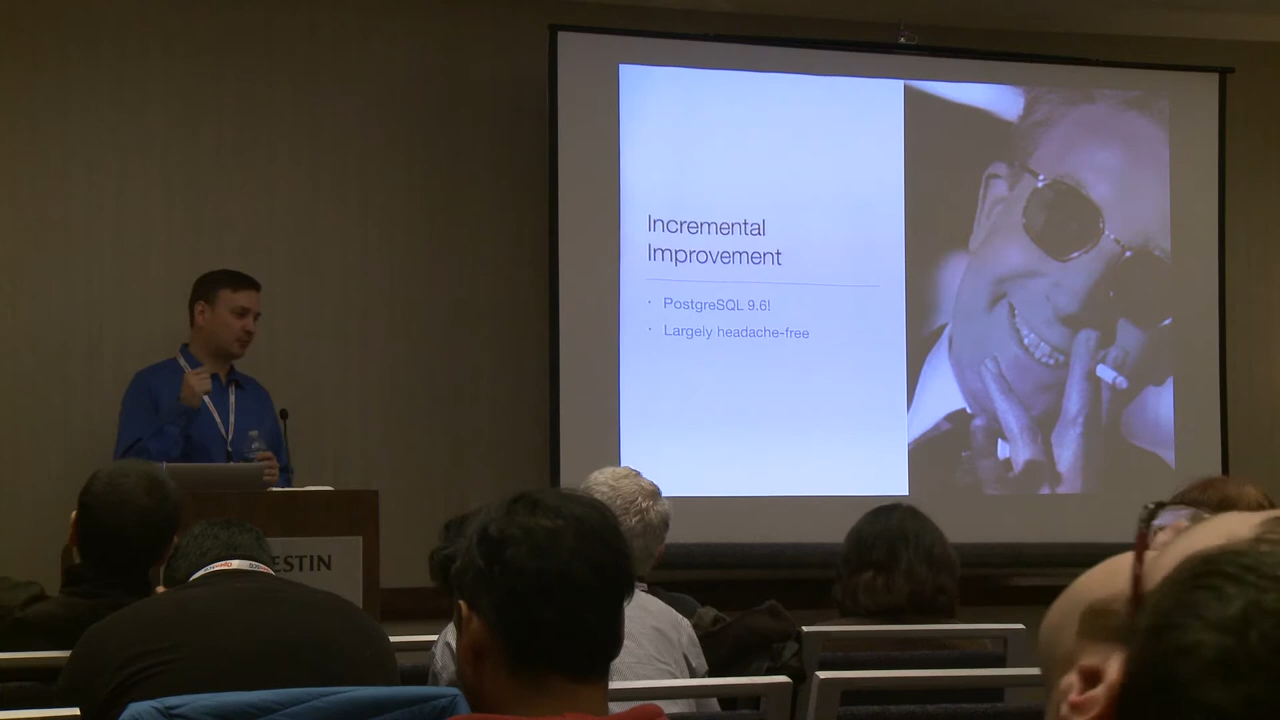 Incremental
Improvement
· PostgreSQL 9.6!
· Largely headache-free
ESTIN